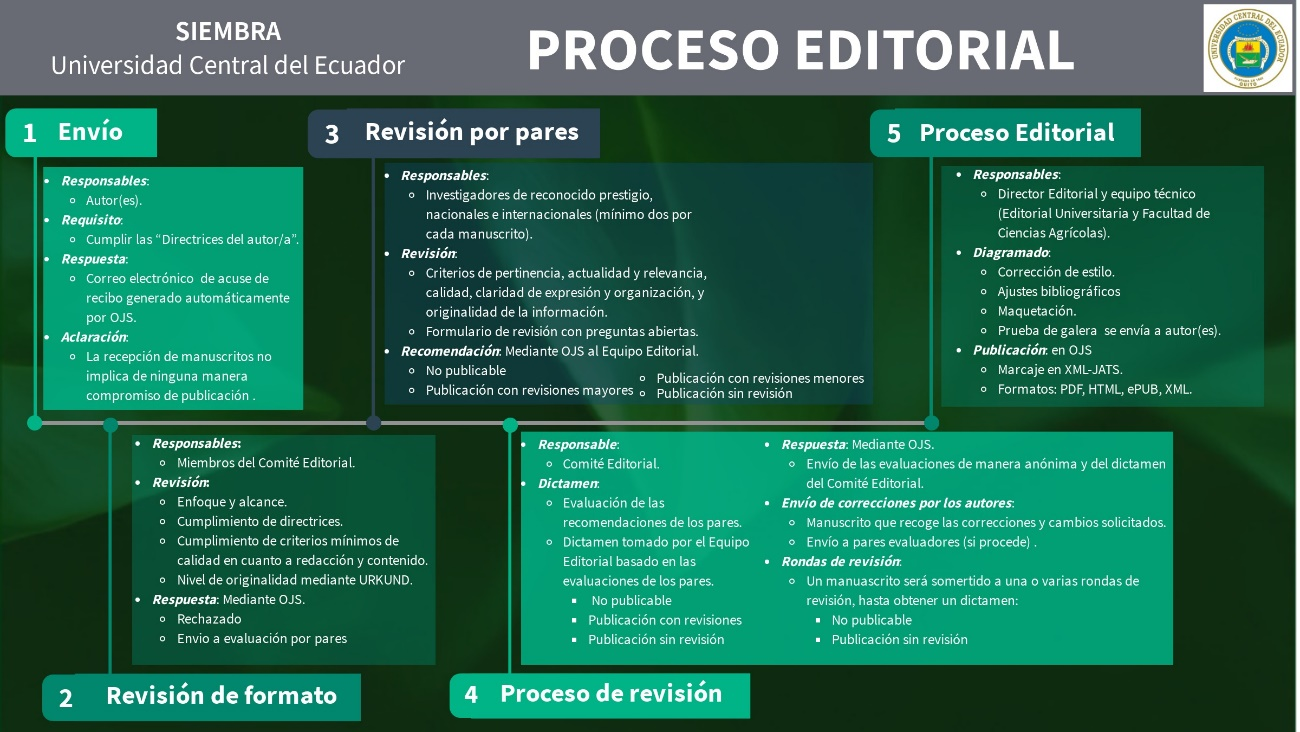 SIEMBRA
Universidad Central del Ecuador
PROCESO EDITORIAL
UNIVERSIDAD CENTRAL DEL ECUADOR
QUITO
1 Envío
• Responsables:
◦ Autor(es).
• Requisito:
◦ Cumplir las “Directrices del autor/a”.
• Respuesta:
◦ Correo electrónico de acuse de
recibo generado automáticamente
por OJS.
• Aclaración:
◦ La recepción de manuscritos no
implica de ninguna manera
compromiso de publicación .
• Responsables:
◦ Miembros del Comité Editorial.
• Revisión:
◦ Enfoque y alcance.
◦ Cumplimiento de directrices.
◦ Cumplimiento de criterios mínimos de
calidad en cuanto a redacción y contenido.
◦ Nivel de originalidad mediante URKUND.
• Respuesta: Mediante OJS.
◦ Rechazado
◦ Envio a evaluación por pares
2 Revisión de formato
3 Revisión por pares
• Responsables:
◦ Investigadores de reconocido prestigio,
nacionales e internacionales (mínimo dos por
cada manuscrito).
• Revisión:
◦ Criterios de pertinencia, actualidad y relevancia,
calidad, claridad de expresión y organización, y
originalidad de la información.
◦ Formulario de revisión con preguntas abiertas.
• Recomendación: Mediante OJS al Equipo Editorial.
◦ No publicable
◦ Publicación con revisiones mayores
◦ Publicación con revisiones menores
◦ Publicación sin revisión
• Responsable:
◦ Comité Editorial.
• Dictamen:
◦ Evaluación de las
recomendaciones de los pares.
◦ Dictamen tomado por el Equipo
Editorial basado en las
evaluaciones de los pares.
▪ No publicable
▪ Publicación con revisiones
▪ Publicación sin revisión
• Respuesta: Mediante OJS.
◦ Envío de las evaluaciones de manera anónima y del dictamen
del Comité Editorial.
• Envío de correcciones por los autores:
◦ Manuscrito que recoge las correcciones y cambios solicitados.
◦ Envío a pares evaluadores (si procede) .
• Rondas de revisión:
◦ Un manuascrito será somertido a una o varias rondas de
revisión, hasta obtener un dictamen:
▪ No publicable
▪ Publicación sin revisión
4 Proceso de revisión
5 Proceso Editorial
• Responsables:
◦ Director Editorial y equipo técnico
(Editorial Universitaria y Facultad de
Ciencias Agrícolas).
• Diagramado:
◦ Corrección de estilo.
◦ Ajustes bibliográficos
◦ Maquetación.
◦ Prueba de galera se envía a autor(es).
• Publicación: en OJS
◦ Marcaje en XML-JATS.
◦ Formatos: PDF, HTML, ePUB, XML.